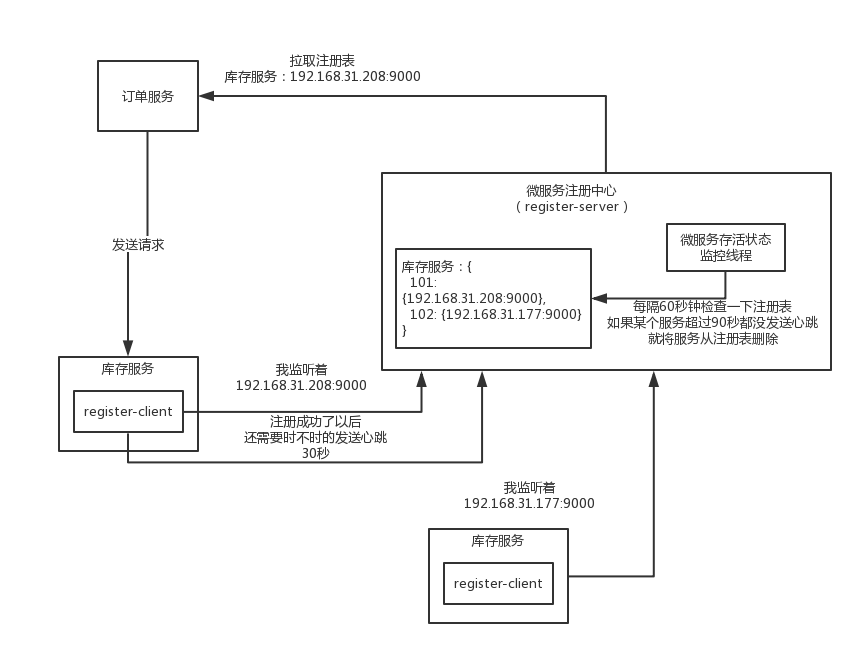 拉取注册表
库存服务：192.168.31.208:9000
订单服务
微服务注册中心
（register-server）
微服务存活状态
监控线程
库存服务：{
101:
{192.168.31.208:9000},
102: {192.168.31.177:9000}
}
每隔60秒钟检查一下注册表
如果某个服务超过90秒都没发送心跳
就将服务从注册表删除
发送请求
库存服务
register-client
我监听着
192.168.31.208:9000
注册成功了以后
还需要时不时的发送心跳
30秒
我监听着
192.168.31.177:9000
库存服务
register-client